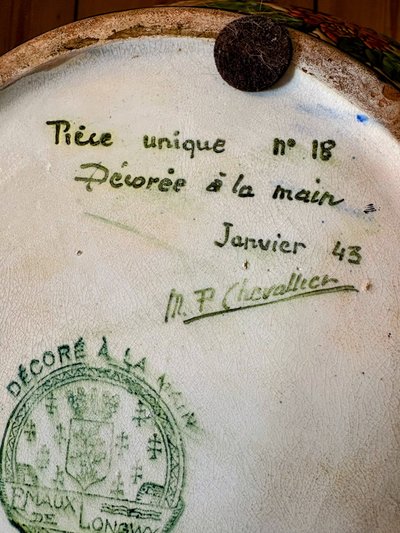 Pièce unique n° 18
Décorée à la main
Janvier 43
M. P. Chevallier
DÉCORÉ À LA MAIN
EMAUX
DE LONGWY